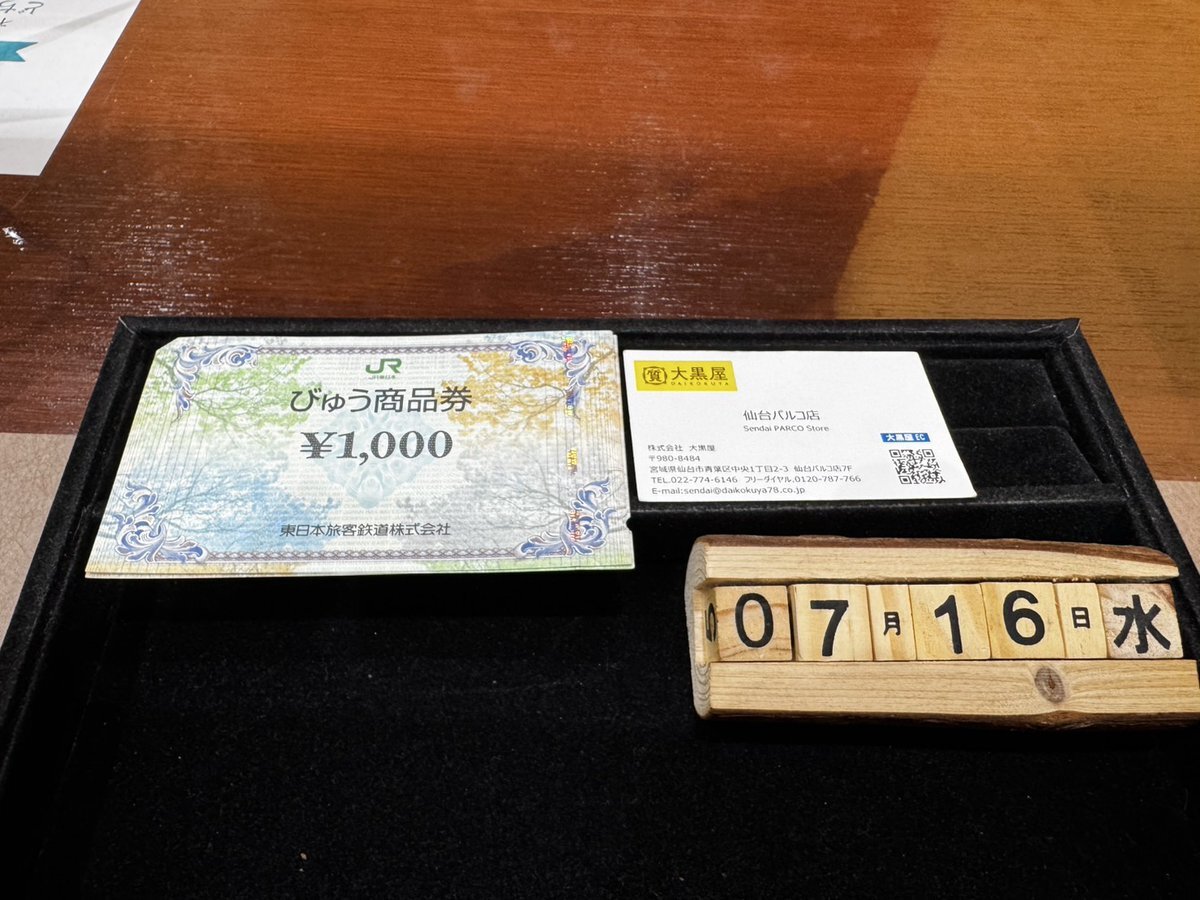 JR
JR東日本
びゅう商品券
¥1,000
東日本旅客鉄道株式会社
質 大黒屋
DAIKOKUYA
仙台パルコ店
Sendai PARCO Store
大黒屋 EC
株式会社 大黒屋
〒980-8484
宮城県仙台市青葉区中央1丁目2-3 仙台パルコ店7F
TEL.022-774-6146 フリーダイヤル.0120-787-766
E-mail:sendai@daikokuya78.co.jp
07月16日水